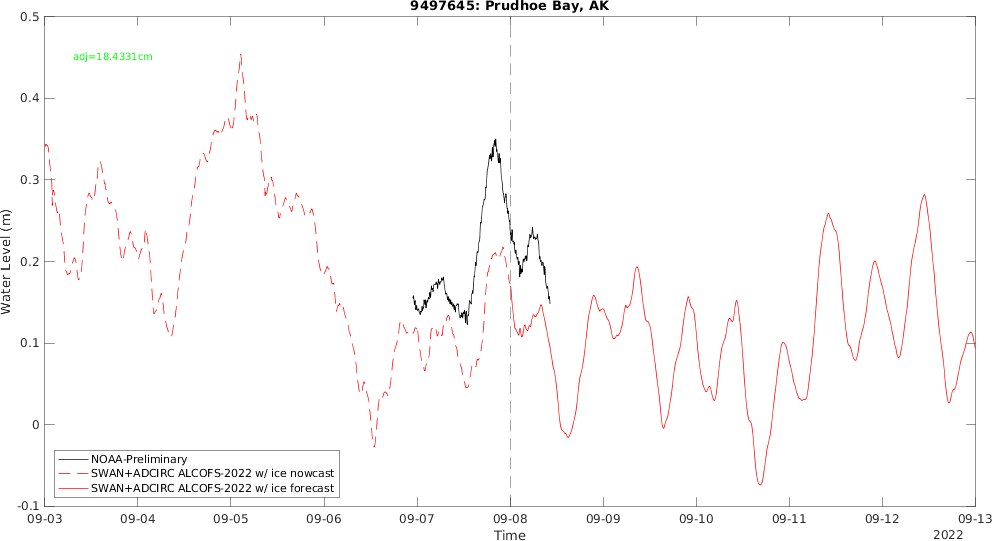 9497645: Prudhoe Bay, AK
adj=18.4331cm
0.5
0.4
0.3
0.2
0.1
0
-0.1
Water Level (m)
NOAA-Preliminary
SWAN+ADCIRC ALCOFS-2022 w/ ice nowcast
SWAN+ADCIRC ALCOFS-2022 w/ ice forecast
09-03 09-04 09-05 09-06 09-07 09-08 09-09 09-10 09-11 09-12 09-13
Time
2022